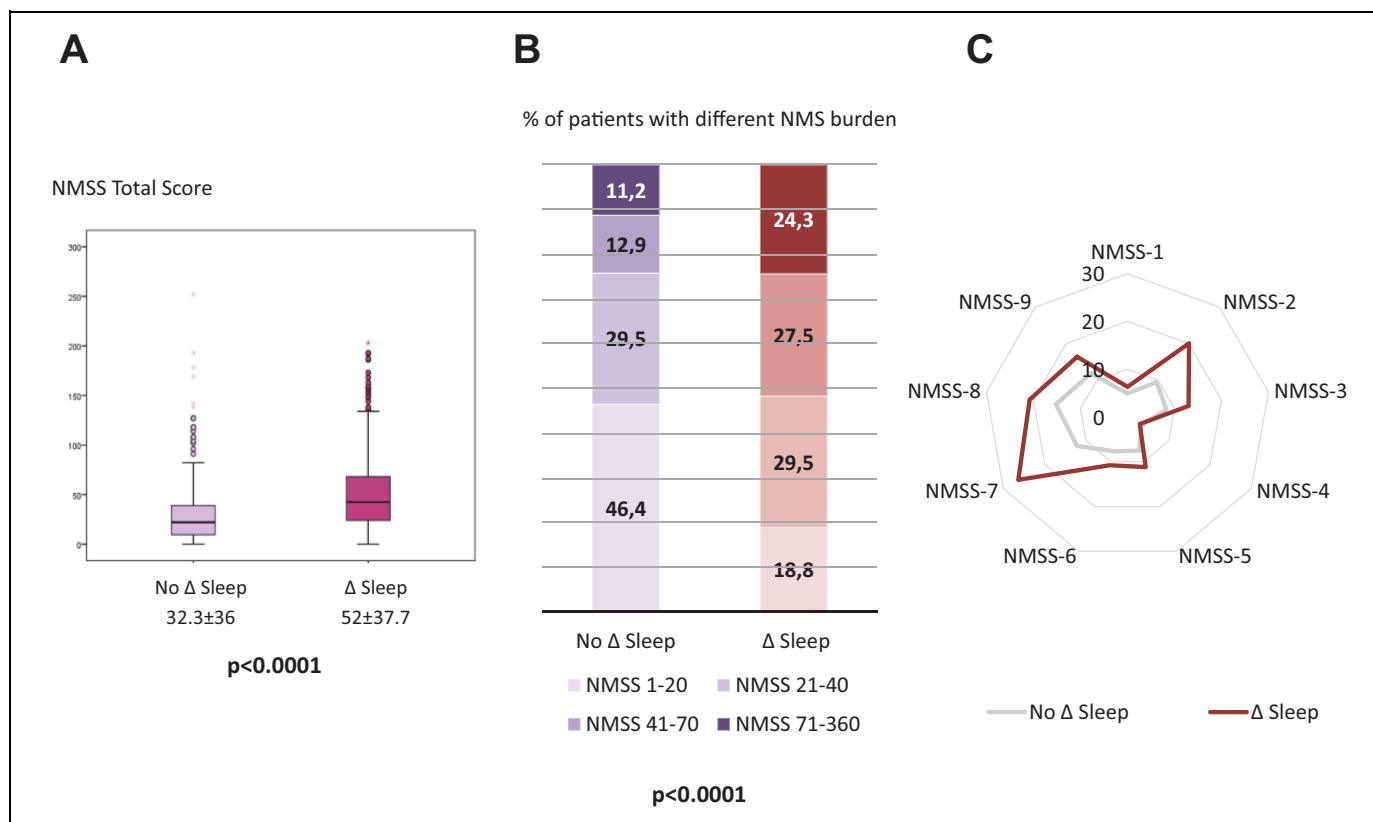 A
NMSS Total Score
300
250
200
150
100
50
0
No Δ Sleep
Δ Sleep
32.3±36
52±37.7
p<0.0001
B
% of patients with different NMS burden
11,2
12,9
29,5
46,4
24,3
27,5
29,5
18,8
No Δ Sleep
Δ Sleep
NMSS 1-20
NMSS 21-40
NMSS 41-70
NMSS 71-360
p<0.0001
C
NMSS-1
NMSS-2
NMSS-3
NMSS-4
NMSS-5
NMSS-6
NMSS-7
NMSS-8
NMSS-9
30
20
10
0
No Δ Sleep
Δ Sleep